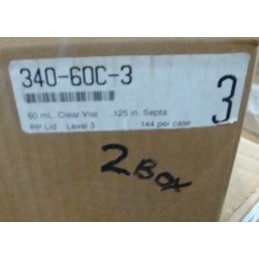 340-60C-3
60 mL. Clear Vial .125 in. Septa
PP Lid Level 3 144 per case
3
2 Box